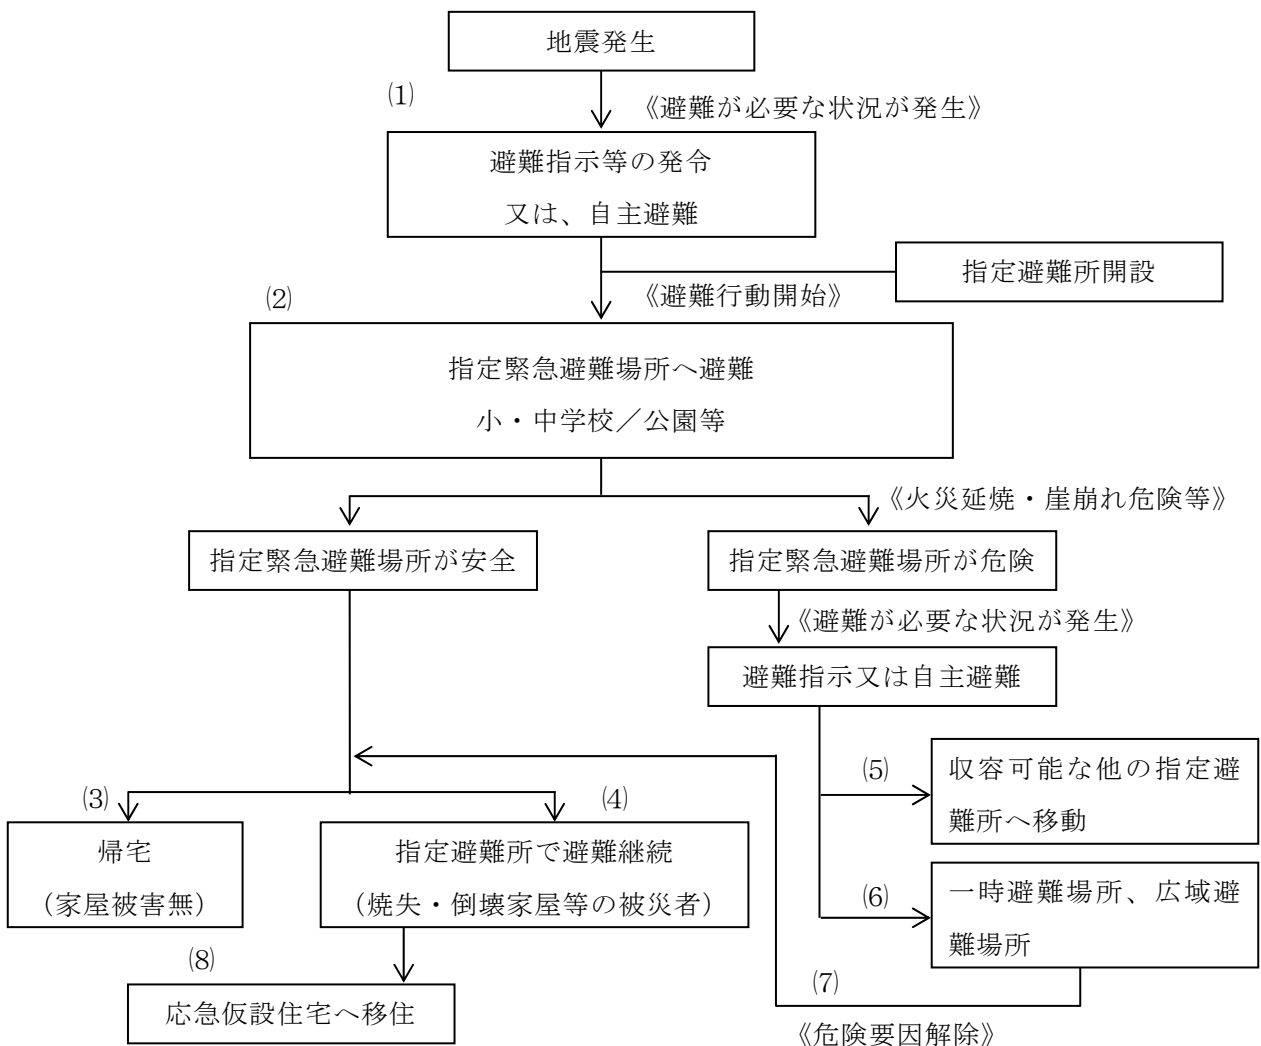 地震発生
⑴
《避難が必要な状況が発生》
避難指示等の発令
又は、自主避難
指定避難所開設
⑵
《避難行動開始》
指定緊急避難場所へ避難
小・中学校／公園等
《火災延焼・崖崩れ危険等》
指定緊急避難場所が安全
指定緊急避難場所が危険
《避難が必要な状況が発生》
避難指示又は自主避難
⑸
収容可能な他の指定避
難所へ移動
⑶
⑷
帰宅
（家屋被害無）
指定避難所で避難継続
（焼失・倒壊家屋等の被災者）
⑹
一時避難場所、広域避
難場所
⑻
⑺
応急仮設住宅へ移住
《危険要因解除》